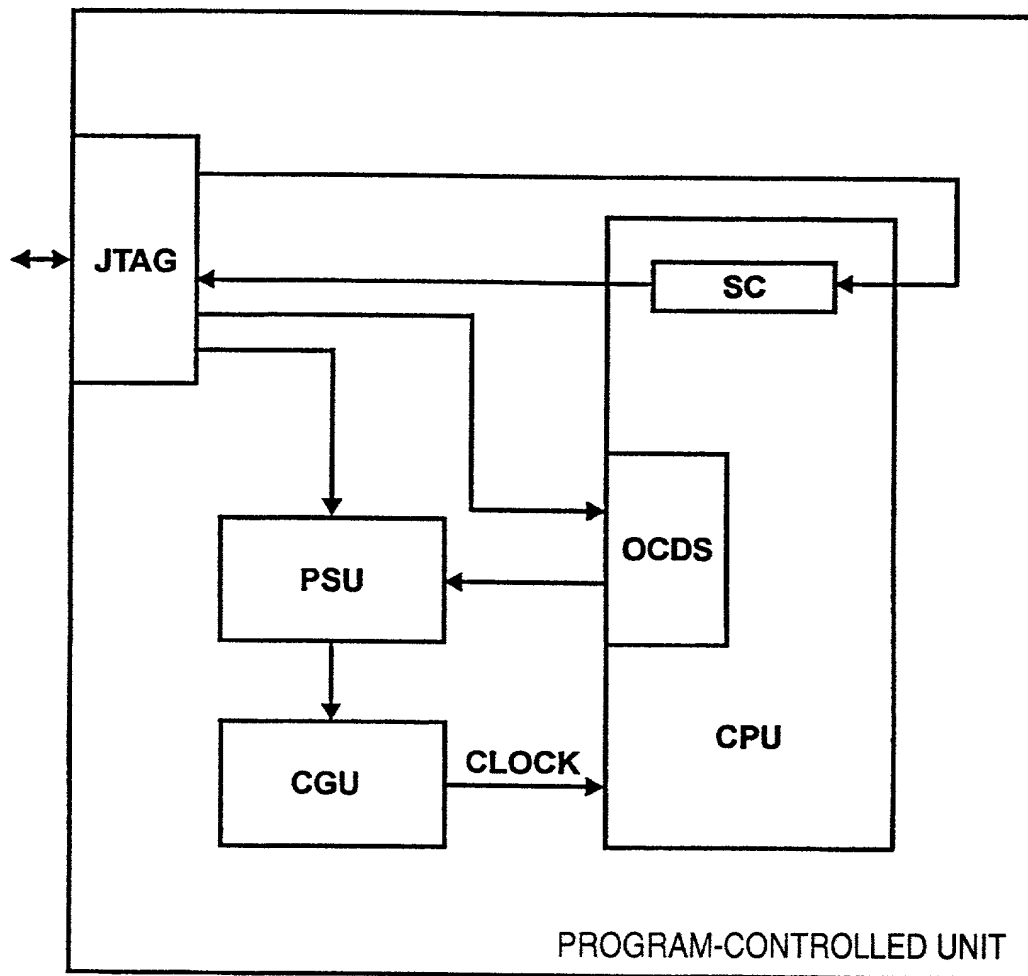 JTAG
SC
OCDS
PSU
CPU
CLOCK
CGU
PROGRAM-CONTROLLED UNIT